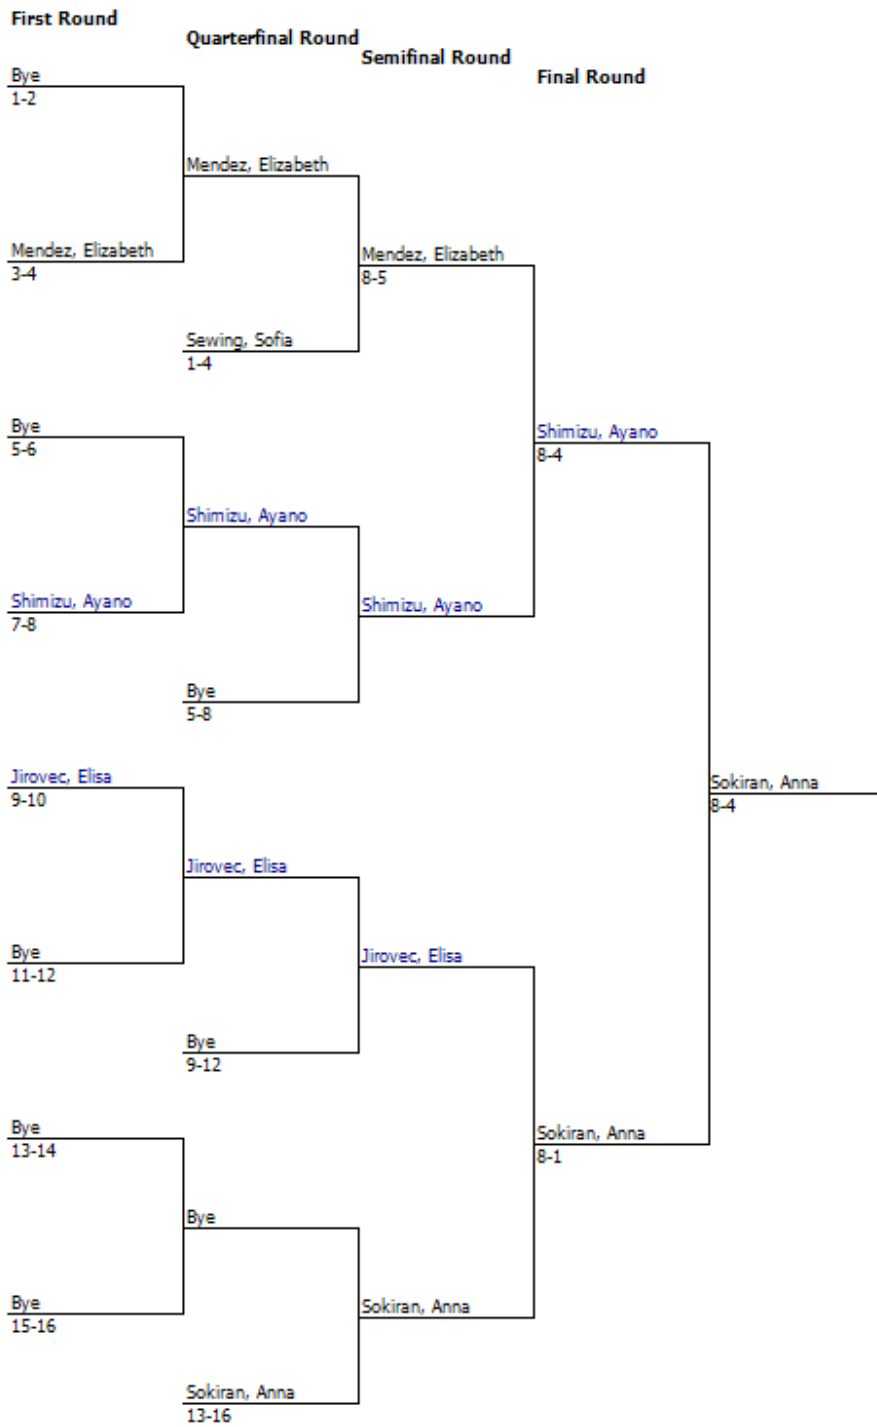 First Round
Quarterfinal Round
Semifinal Round
Final Round
Bye
1-2
Mendez, Elizabeth
Mendez, Elizabeth
3-4
Mendez, Elizabeth
8-5
Sewing, Sofia
1-4
Bye
5-6
Shimizu, Ayano
8-4
Shimizu, Ayano
Shimizu, Ayano
7-8
Shimizu, Ayano
Bye
5-8
Jirovec, Elisa
9-10
Sokiran, Anna
8-4
Jirovec, Elisa
Bye
11-12
Jirovec, Elisa
Bye
9-12
Bye
13-14
Sokiran, Anna
8-1
Bye
Bye
15-16
Sokiran, Anna
Sokiran, Anna
13-16